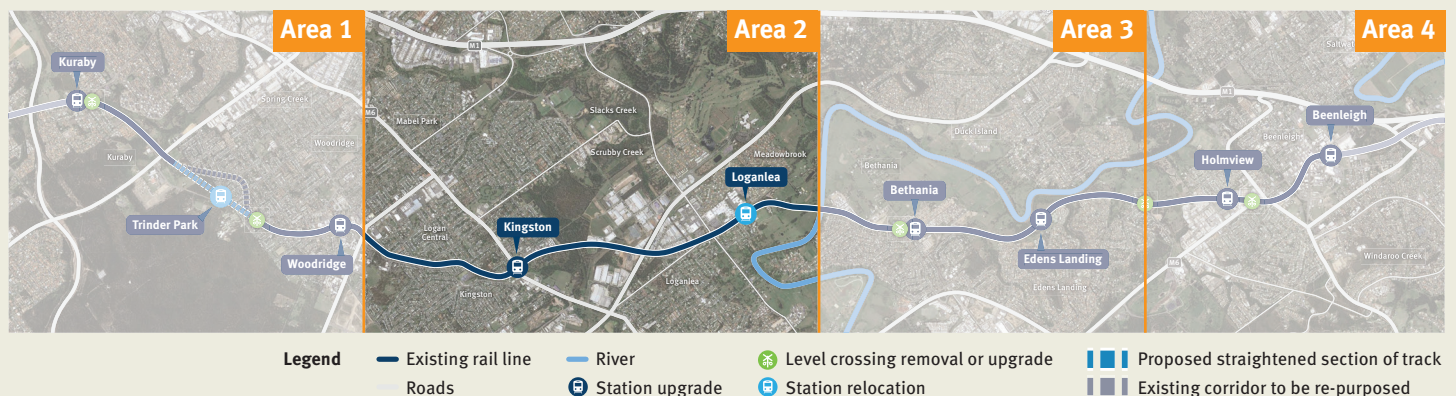 Area 1
Area 2
Area 3
Area 4
Kuraby
Spring Creek
Kuraby
Woodridge
Trinder Park
Woodridge
M1
M6
Mabel Park
Slacks Creek
Scrubby Creek
Meadowbrook
Loganlea
Logan
Central
Kingston
Kingston
Loganlea
Duck Island
Bethania
Bethania
Edens Landing
Edens Landing
M1
Beenleigh
Beenleigh
Holmview
M6
Windaroo Creek
Legend
Existing rail line
River
Level crossing removal or upgrade
Proposed straightened section of track
Roads
Station upgrade
Station relocation
Existing corridor to be re-purposed